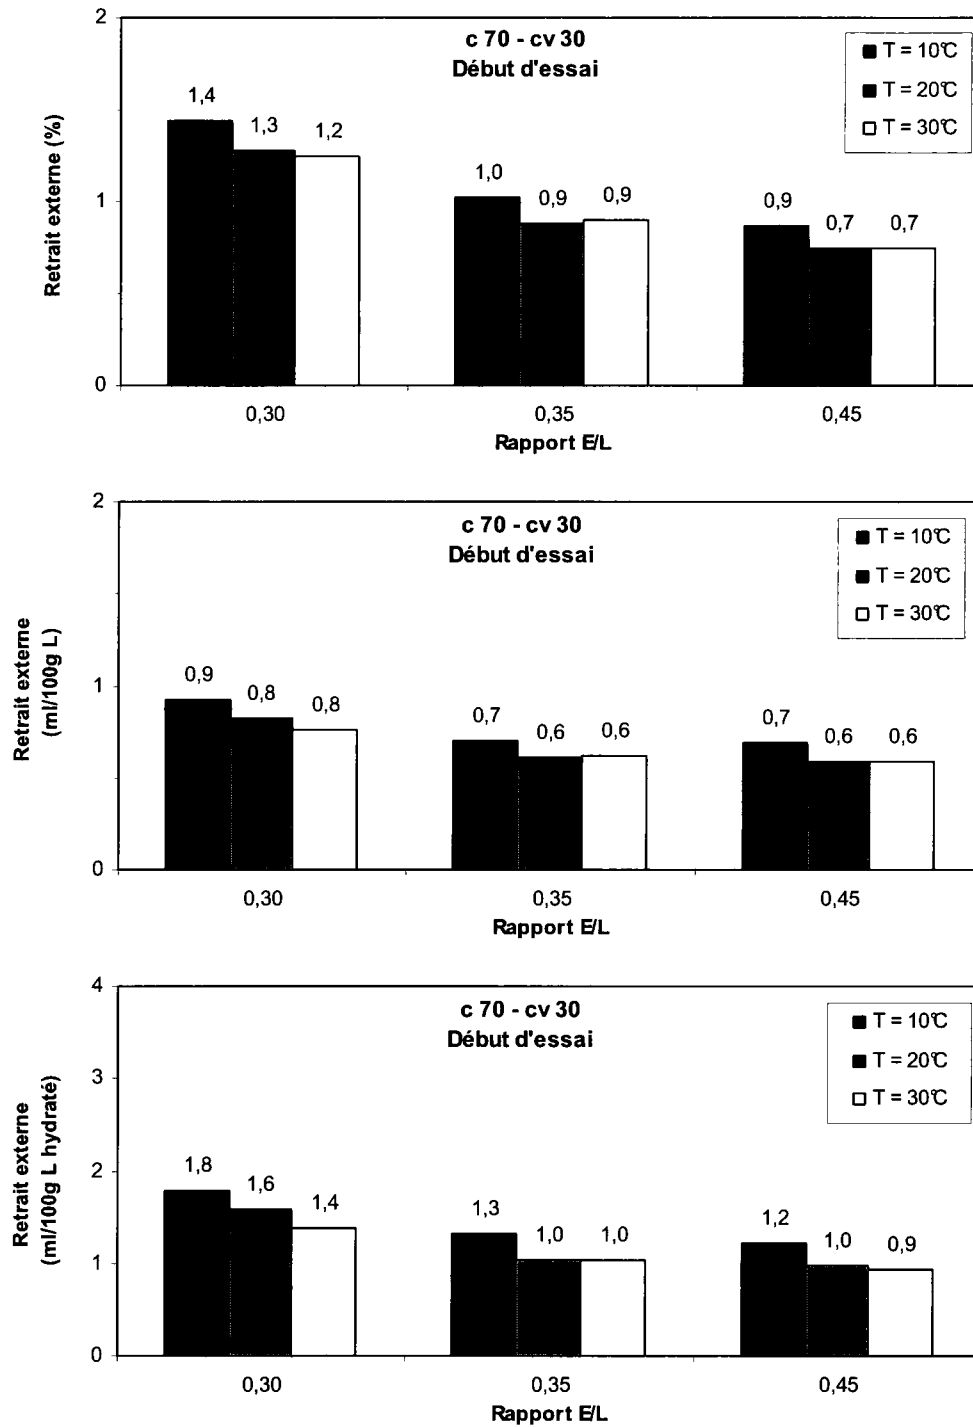 c 70 - cv 30
Début d'essai
T = 10°C
T = 20°C
T = 30°C
Retrait externe (%)
2
1
0
1,4
1,3
1,2
1,0
0,9
0,9
0,9
0,7
0,7
0,30
0,35
0,45
Rapport E/L
c 70 - cv 30
Début d'essai
T = 10°C
T = 20°C
T = 30°C
Retrait externe
(ml/100g L)
2
1
0
0,9
0,8
0,8
0,7
0,6
0,6
0,7
0,6
0,6
0,30
0,35
0,45
Rapport E/L
c 70 - cv 30
Début d'essai
T = 10°C
T = 20°C
T = 30°C
Retrait externe
(ml/100g L hydraté)
4
3
2
1
0
1,8
1,6
1,4
1,3
1,0
1,0
1,2
1,0
0,9
0,30
0,35
0,45
Rapport E/L